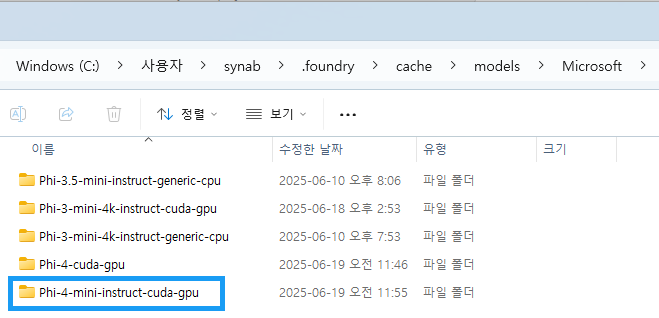 Windows (C:) > 사용자 > synab > .foundry > cache > models > Microsoft >
정렬 보기 ...
이름 수정한 날짜 유형 크기
Phi-3.5-mini-instruct-generic-cpu 2025-06-10 오후 8:06 파일 폴더
Phi-3-mini-4k-instruct-cuda-gpu 2025-06-18 오후 2:53 파일 폴더
Phi-3-mini-4k-instruct-generic-cpu 2025-06-10 오후 7:53 파일 폴더
Phi-4-cuda-gpu 2025-06-19 오전 11:46 파일 폴더
Phi-4-mini-instruct-cuda-gpu 2025-06-19 오전 11:55 파일 폴더